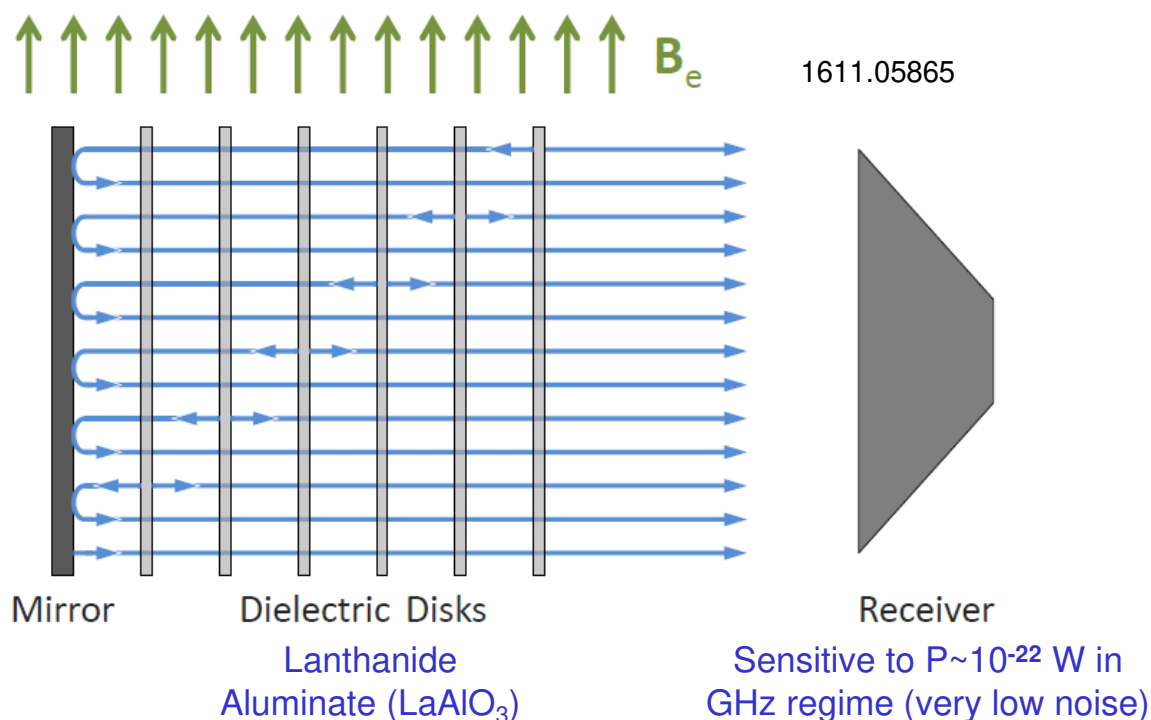 B_e
1611.05865
Mirror
Dielectric Disks
Receiver
Lanthanide
Aluminate (LaAlO₃)
Sensitive to P~10⁻²² W in
GHz regime (very low noise)